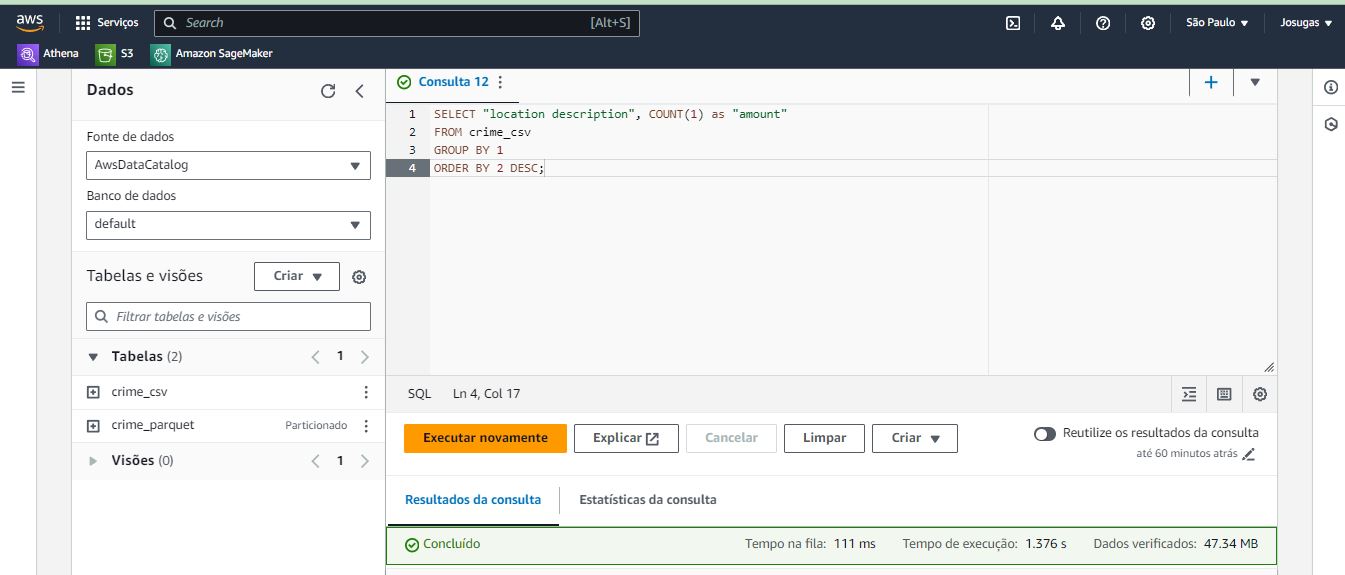 aws
Serviços
Search
[Alt+S]
São Paulo
Josugas
Athena
S3
Amazon SageMaker
Dados
Fonte de dados
AwsDataCatalog
Banco de dados
default
Tabelas e visões
Criar
Filtrar tabelas e visões
Tabelas (2)
1
crime_csv
crime_parquet
Particionado
Visões (0)
1
Consulta 12
1 SELECT "location description", COUNT(1) as "amount"
2 FROM crime_csv
3 GROUP BY 1
4 ORDER BY 2 DESC;
SQL
Ln 4, Col 17
Executar novamente
Explicar
Cancelar
Limpar
Criar
Reutilize os resultados da consulta
até 60 minutos atrás
Resultados da consulta
Estatísticas da consulta
Concluído
Tempo na fila: 111 ms
Tempo de execução: 1.376 s
Dados verificados: 47.34 MB